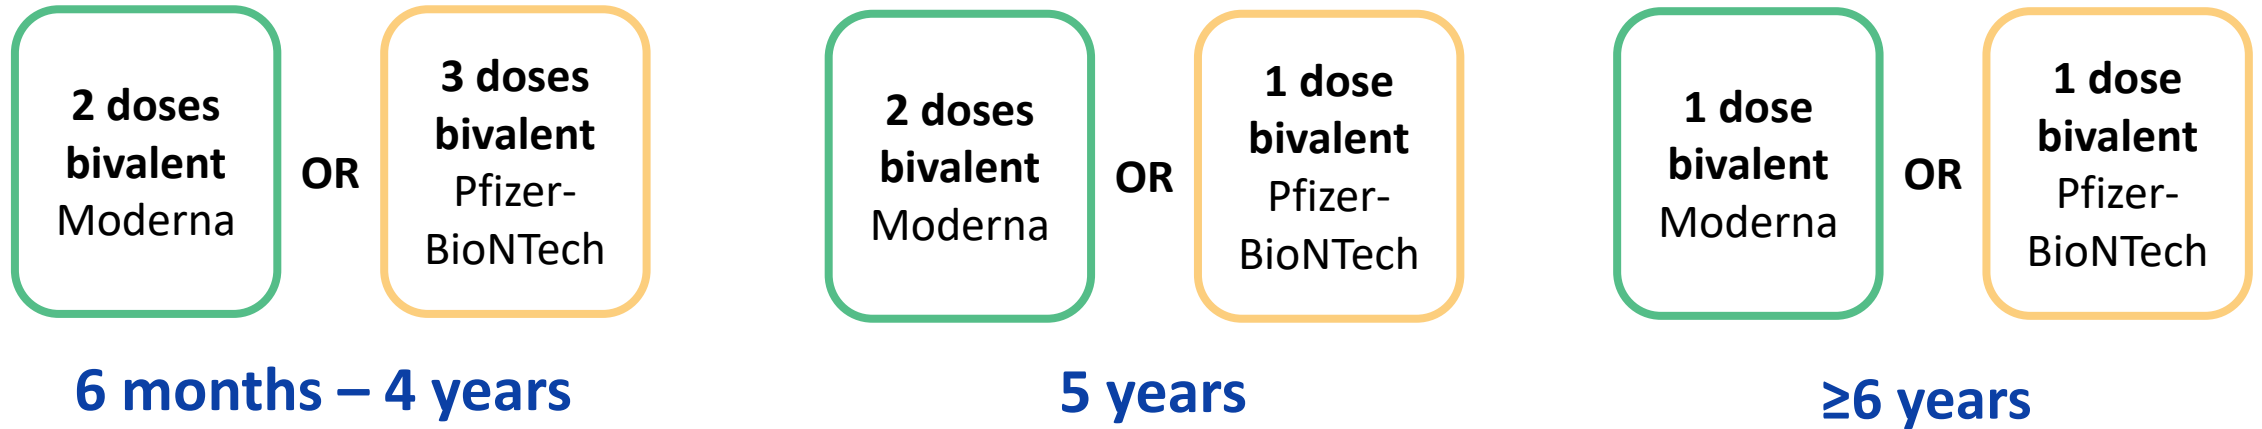 2 doses
bivalent
Moderna
OR
3 doses
bivalent
Pfizer-
BioNTech
6 months – 4 years
2 doses
bivalent
Moderna
OR
1 dose
bivalent
Pfizer-
BioNTech
5 years
1 dose
bivalent
Moderna
OR
1 dose
bivalent
Pfizer-
BioNTech
≥6 years